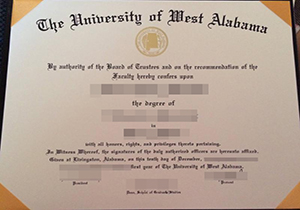 The University of West Alabama
By authority of the Board of Trustees and on the recommendation of the
Faculty hereby confers upon
the degree of
in
with all honors, rights, and privileges thereto pertaining.
In Witness Whereof, the signatures of the duly authorized officers are hereunto affixed.
Given at Livingston, Alabama, on this tenth day of December,
first year of The University of West Alabama.
President